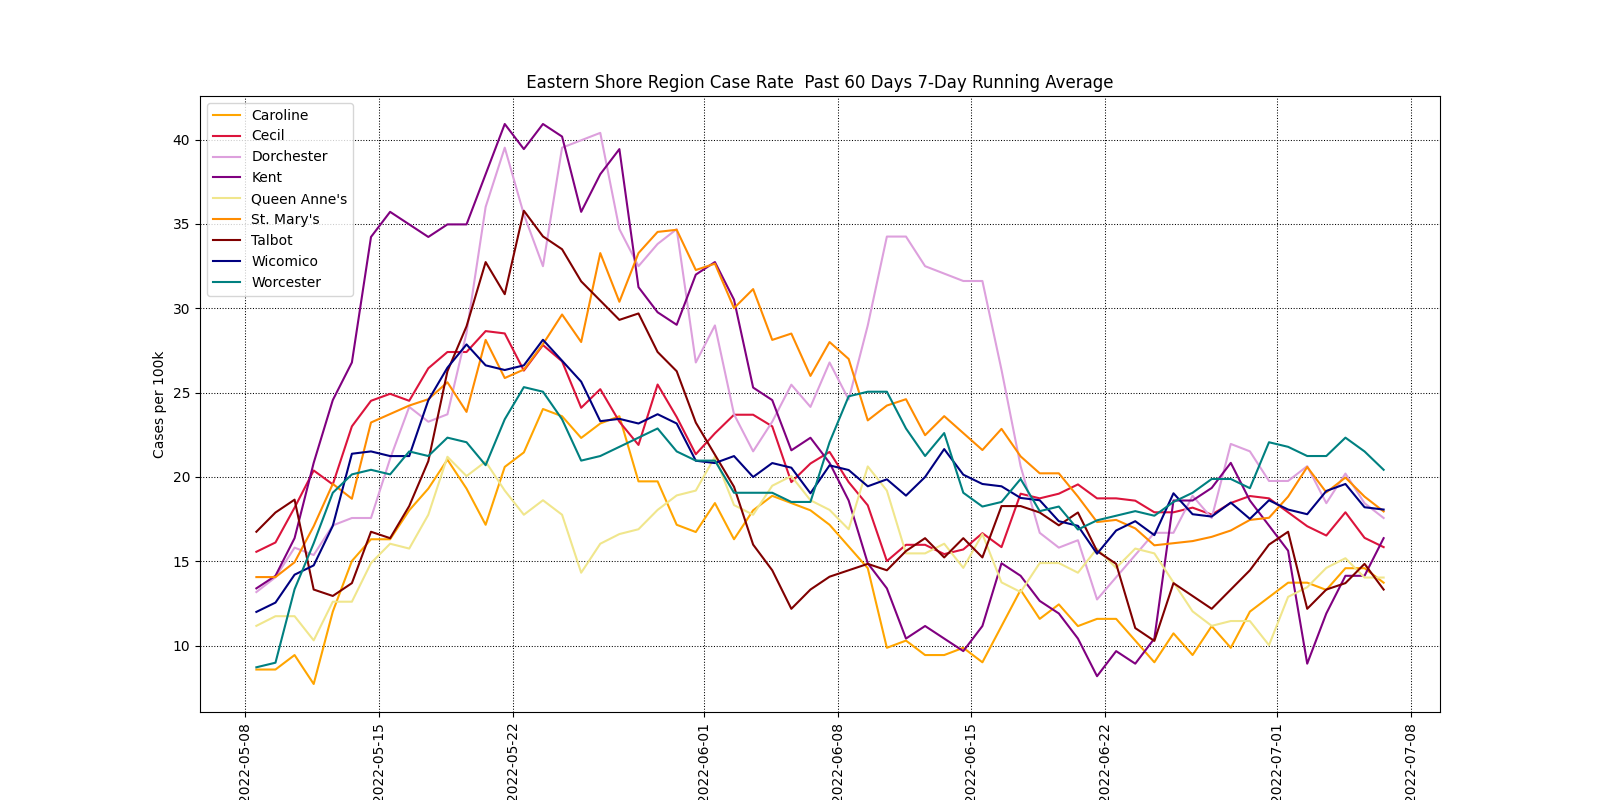 Eastern Shore Region Case Rate  Past 60 Days 7-Day Running Average
Caroline
Cecil
Dorchester
Kent
Queen Anne's
St. Mary's
Talbot
Wicomico
Worcester
Cases per 100k
40
35
30
25
20
15
10
2022-05-08
2022-05-15
2022-05-22
2022-06-01
2022-06-08
2022-06-15
2022-06-22
2022-07-01
2022-07-08